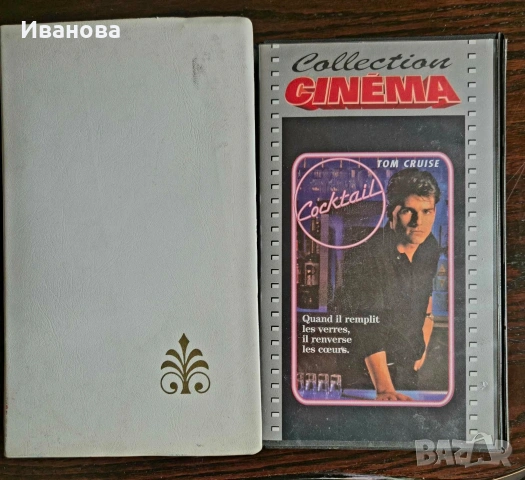 Иванова
Collection
CINÉMA
TOM CRUISE
Cocktail
Quand il remplit
les verres,
il renverse
les cœurs.
BAZAR